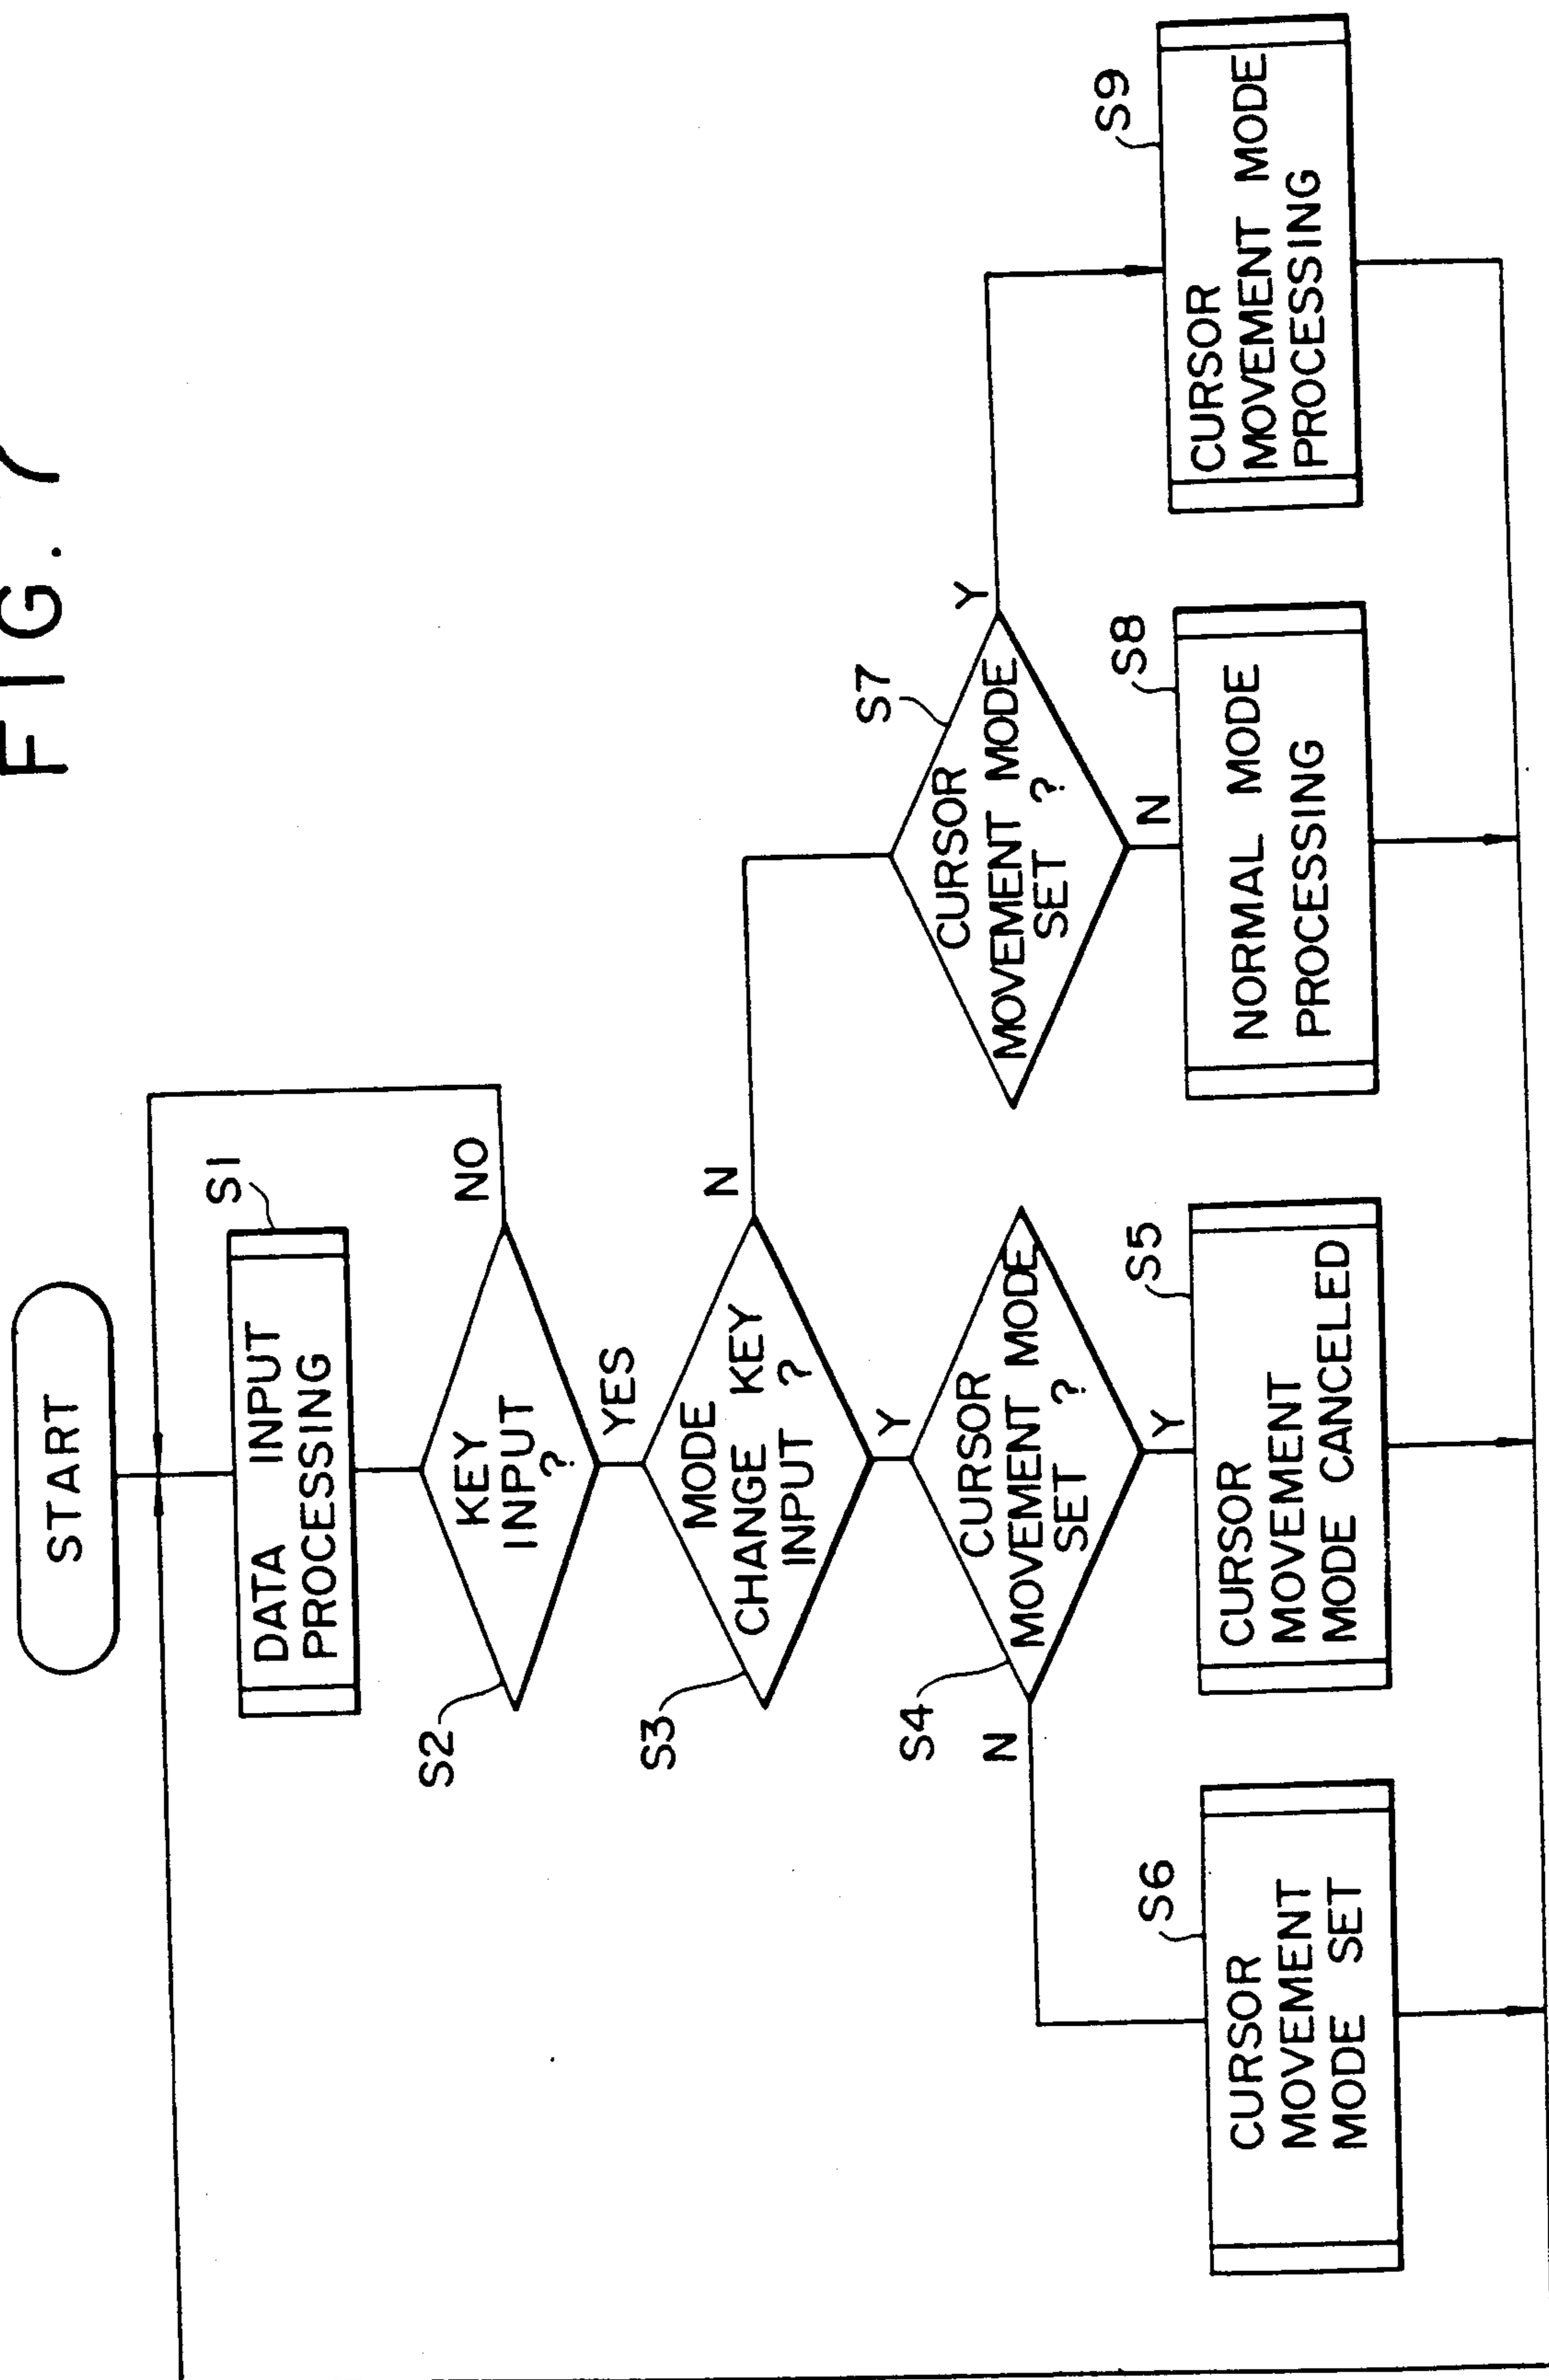 FIG. 7
START
S1
DATA INPUT
PROCESSING
S2
KEY
INPUT
?
NO
YES
S3
MODE
CHANGE KEY
INPUT ?
N
Y
S4
CURSOR
MOVEMENT MODE
SET ?
N
Y
S7
CURSOR
MOVEMENT MODE
SET ?
Y
N
S6
CURSOR
MOVEMENT
MODE SET
S5
CURSOR
MOVEMENT
MODE CANCELED
S8
NORMAL MODE
PROCESSING
S9
CURSOR
MOVEMENT MODE
PROCESSING